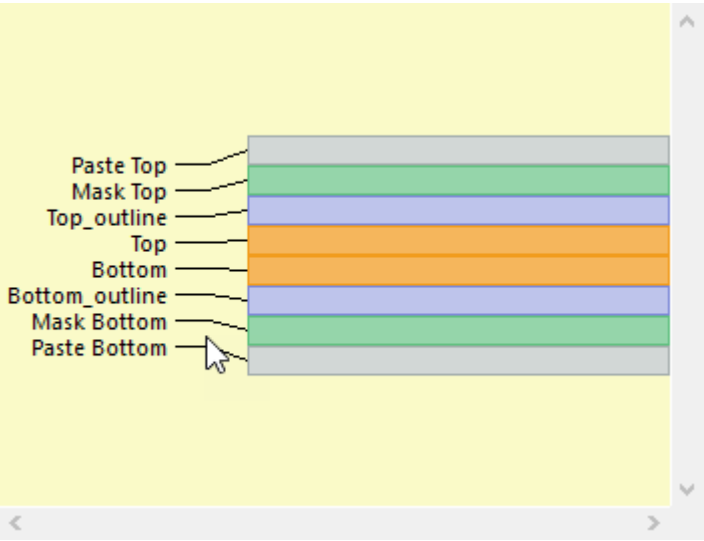 Paste Top
Mask Top
Top_outline
Top
Bottom
Bottom_outline
Mask Bottom
Paste Bottom